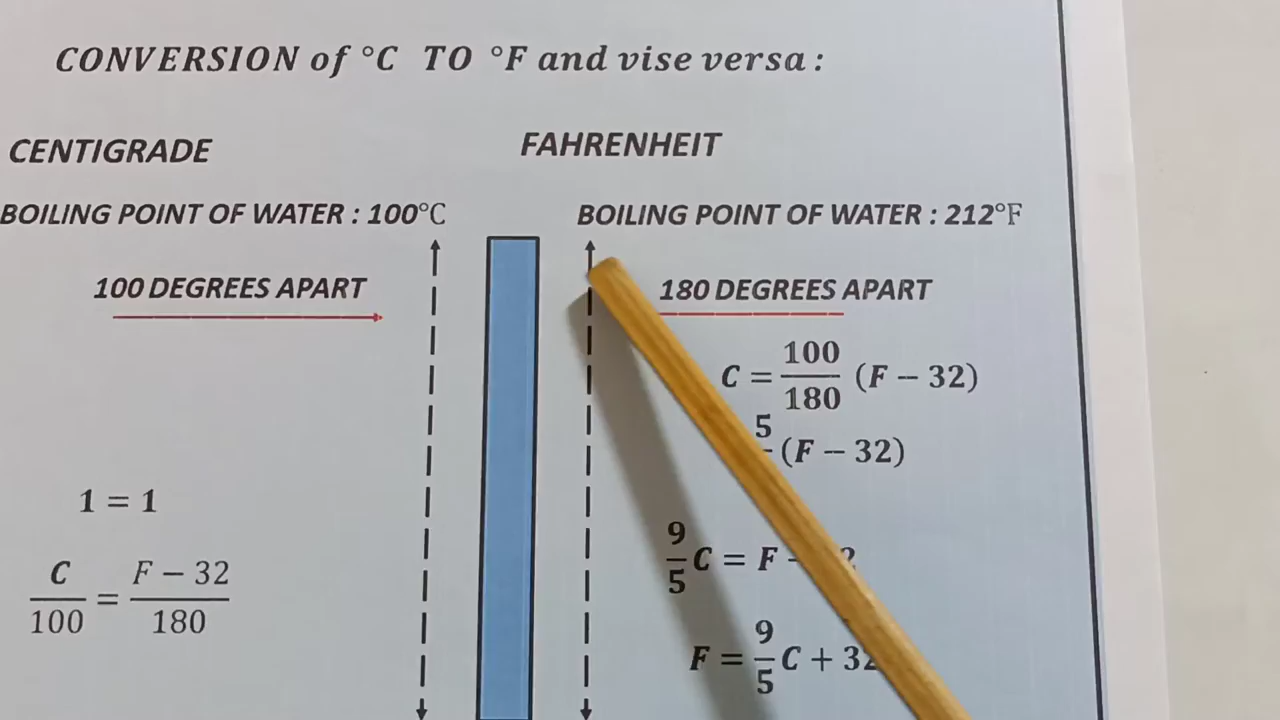 CONVERSION of °C TO °F and vise versa :
CENTIGRADE
FAHRENHEIT
BOILING POINT OF WATER : 100°C
BOILING POINT OF WATER : 212°F
100 DEGREES APART
180 DEGREES APART
C = 100/180 (F − 32)
5 (F − 32)
1 = 1
9/5 C = F − 2
C/100 = F − 32/180
F = 9/5 C + 32